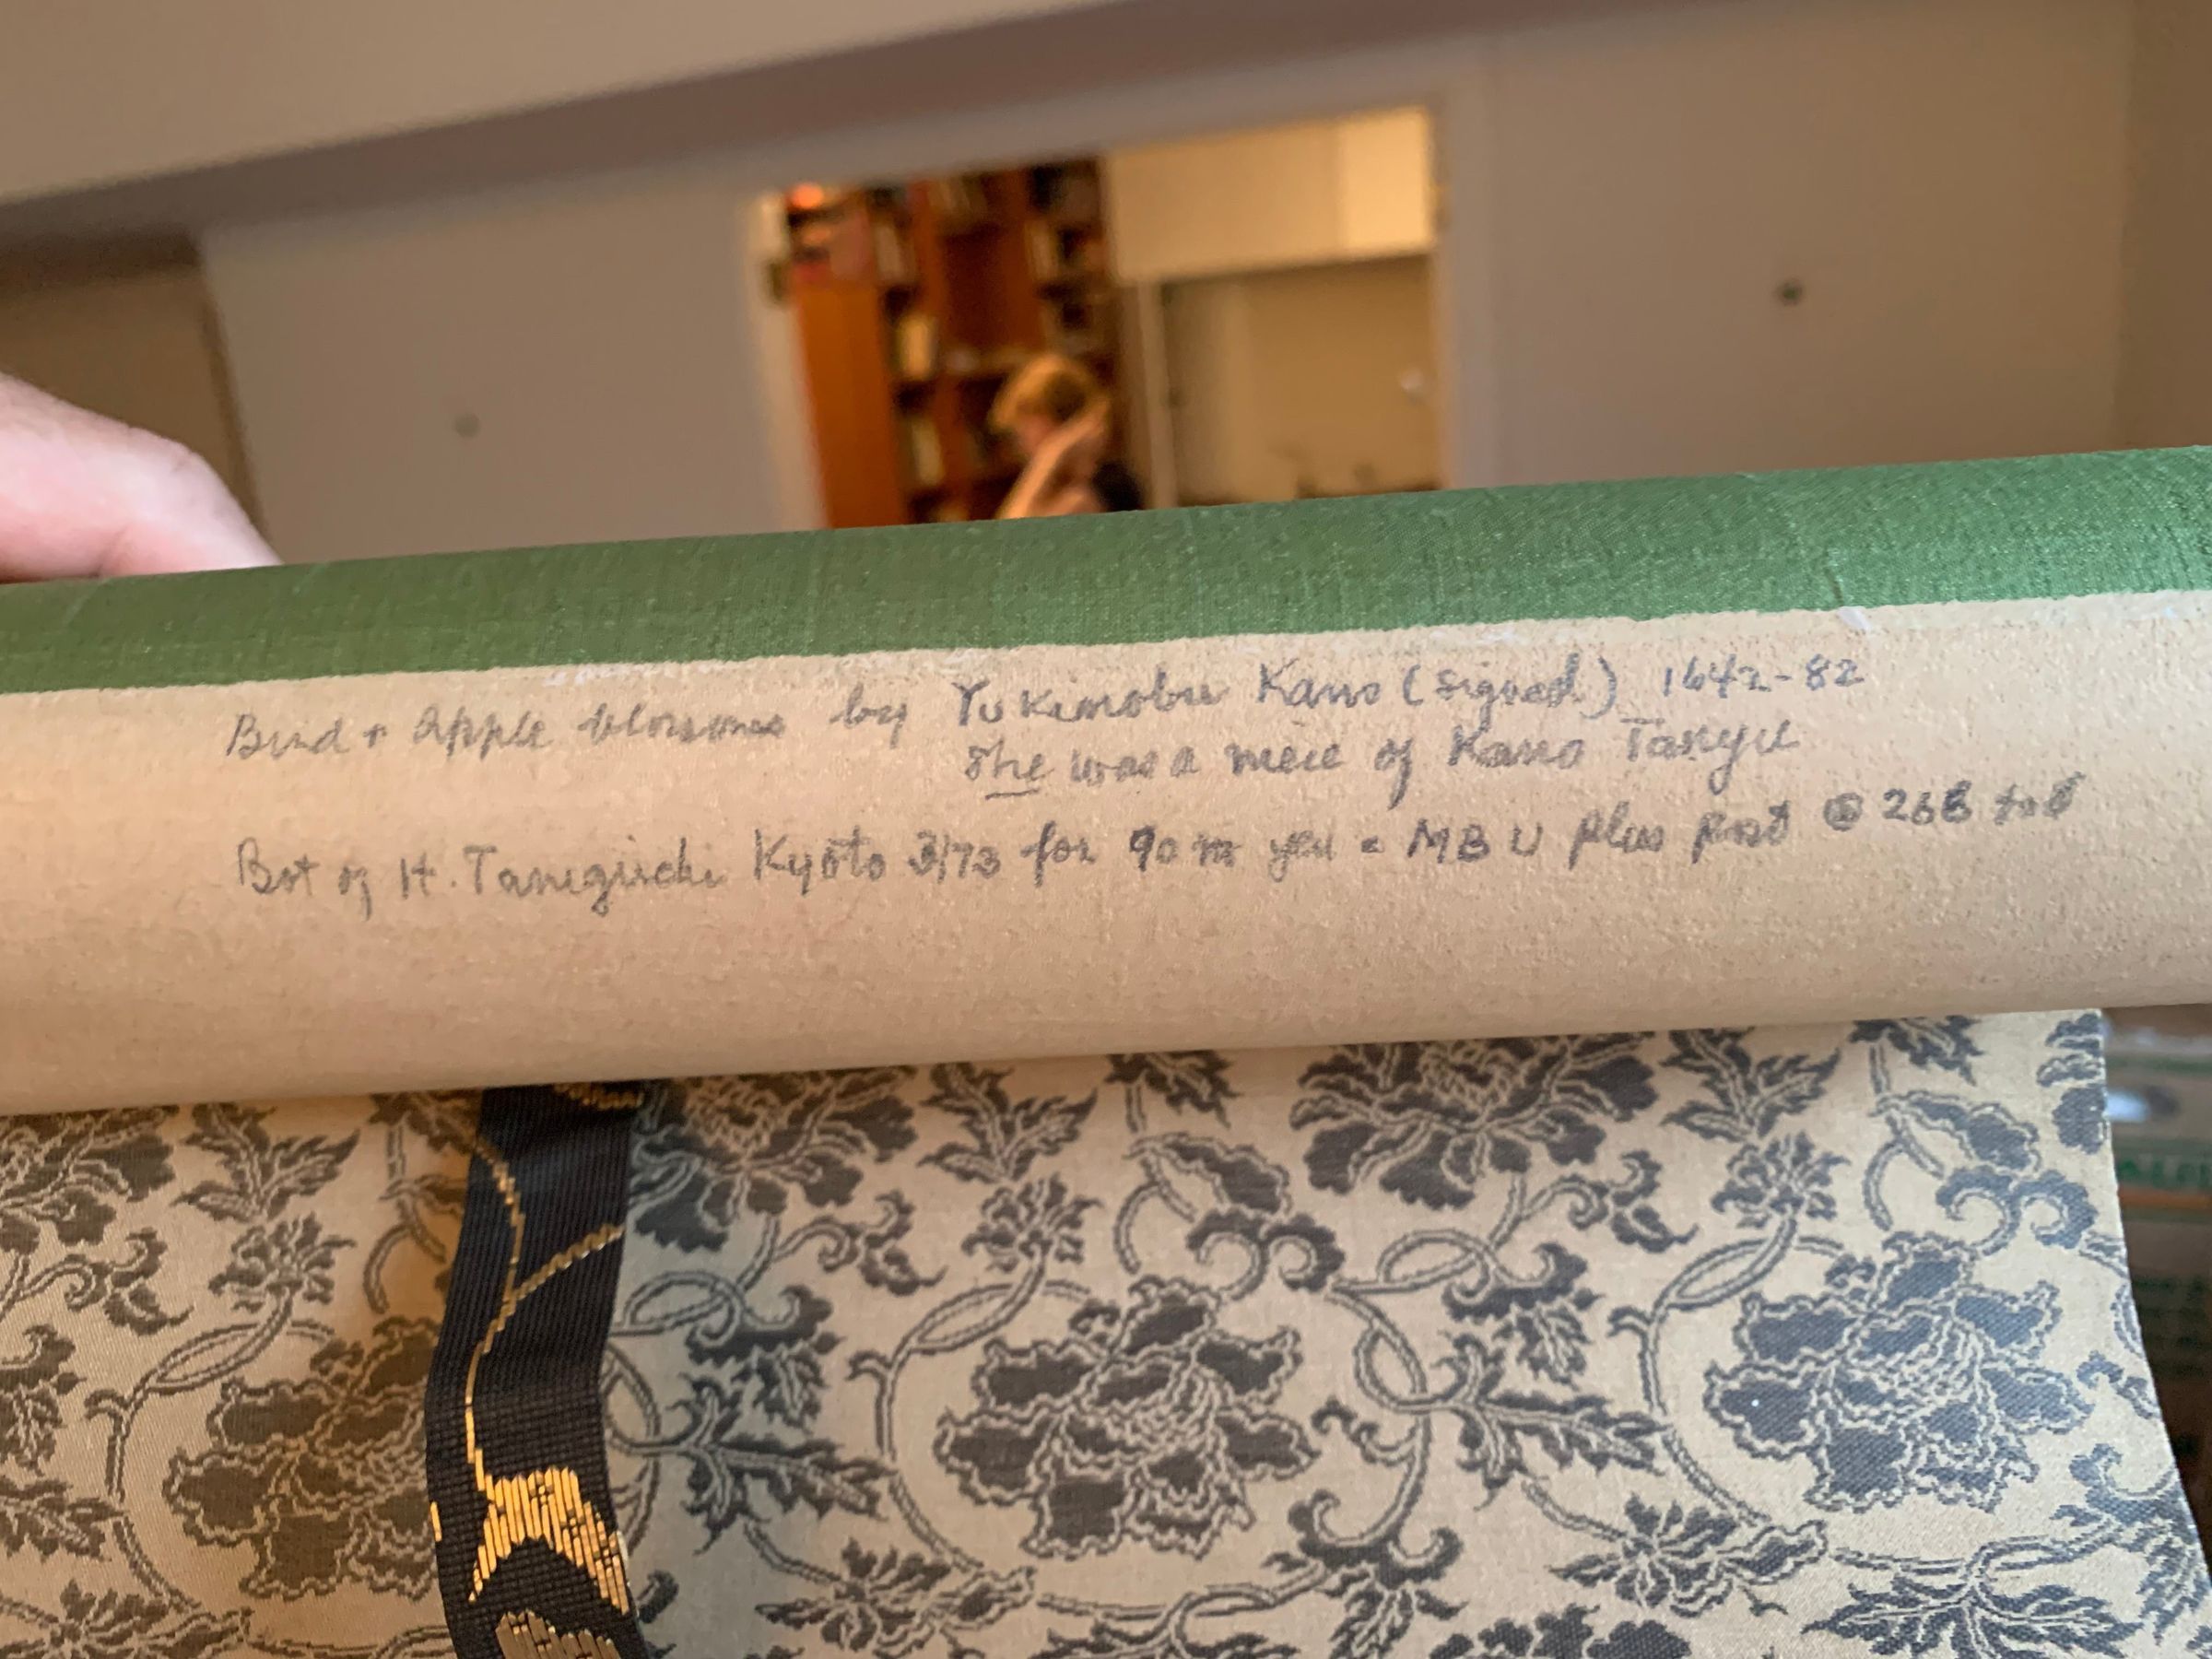 Bird + Apple blossoms by Yukinobu Kano (signed) 1642-82
She was a niece of Kano Tanyu
Bot of H. Taniguchi Kyoto 3/73 for 90 m yen = MBU plus post @ 268 to $